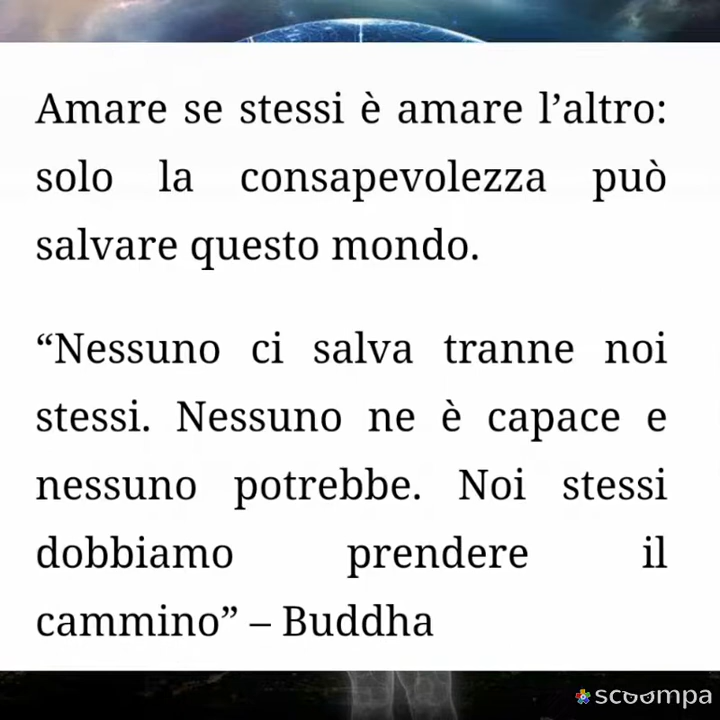 Amare se stessi è amare l’altro:
solo la consapevolezza può
salvare questo mondo.
“Nessuno ci salva tranne noi
stessi. Nessuno ne è capace e
nessuno potrebbe. Noi stessi
dobbiamo prendere il
cammino” – Buddha
scoompa